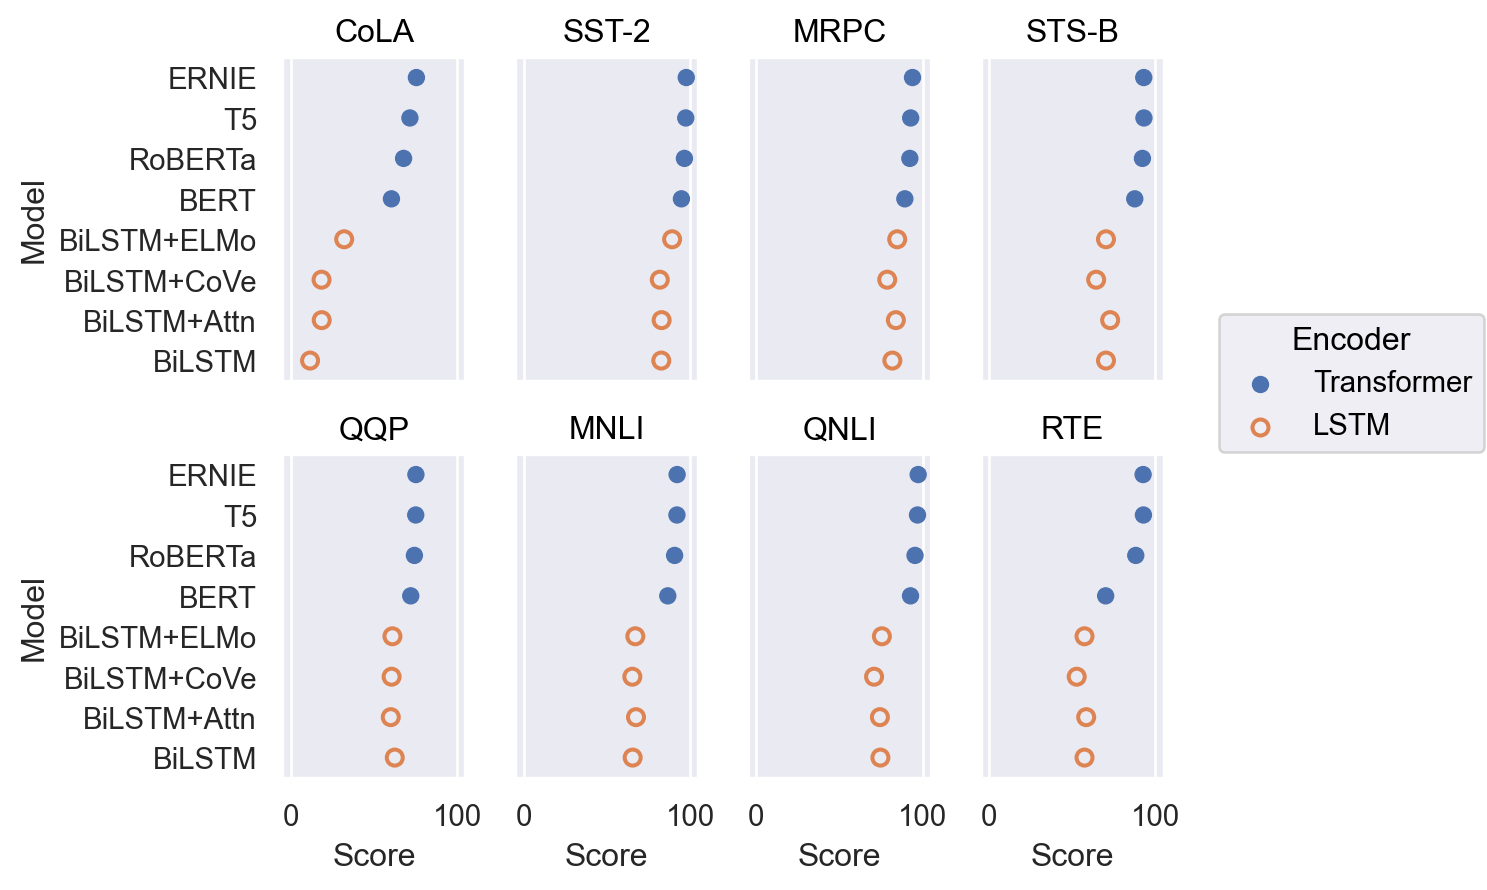 CoLA SST-2 MRPC STS-B
ERNIE
T5
RoBERTa
BERT
BiLSTM+ELMo
BiLSTM+CoVe
BiLSTM+Attn
BiLSTM
Model
Encoder
Transformer
LSTM
QQP MNLI QNLI RTE
ERNIE
T5
RoBERTa
BERT
BiLSTM+ELMo
BiLSTM+CoVe
BiLSTM+Attn
BiLSTM
Model
0 100 0 100 0 100 0 100
Score Score Score Score